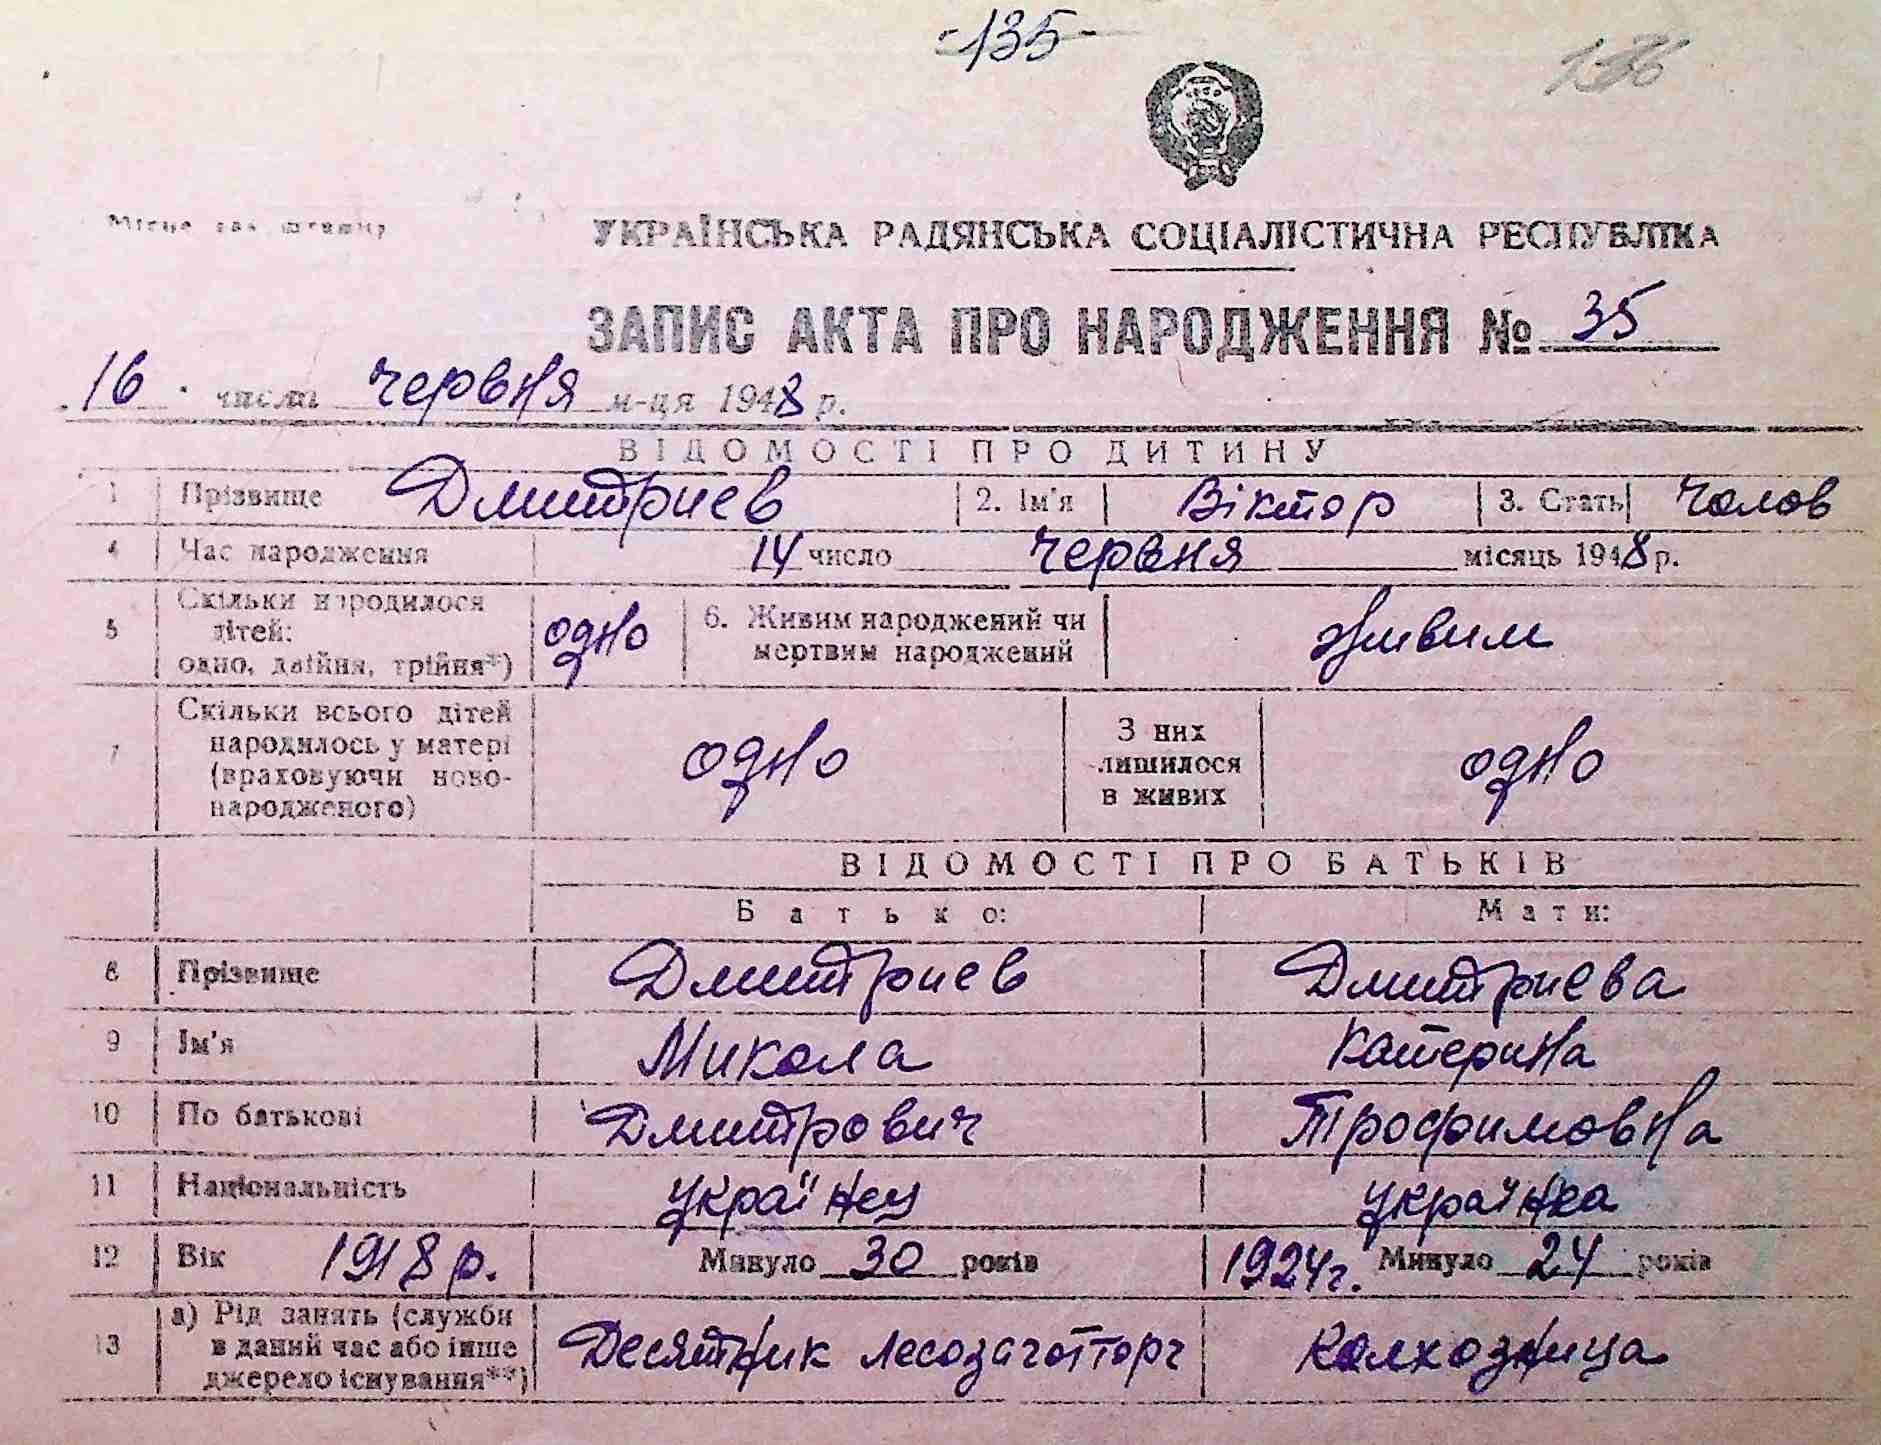 -135-
136
УКРАЇНСЬКА РАДЯНСЬКА СОЦІАЛІСТИЧНА РЕСПУБЛІКА
ЗАПИС АКТА ПРО НАРОДЖЕННЯ № 35
16 числа червня м-ця 1948 р.
ВІДОМОСТІ ПРО ДИТИНУ
1 Прізвище Дмитриев 2. Ім'я Віктор 3. Стать Чолов
4 Час народження 14 число червня місяць 1948 р.
5 Скільки народилося дітей: одно, двійня, трійня*) одно 6. Живим народжений чи мертвим народжений живим
7 Скільки всього дітей народилось у матері (враховуючи ново-народженого) одно З них лишилося в живих одно
ВІДОМОСТІ ПРО БАТЬКІВ
Батько: Мати:
8 Прізвище Дмитриев Дмитриева
9 Ім'я Микола Катерина
10 По батькові Дмитрович Трофимовна
11 Національність українец українка
12 Вік 1918 р. Минуло 30 років 1924 г. Минуло 24 років
13 а) Рід занять (служби в даний час або інше джерело існування**) Десятник лесозаготторг Колхозница